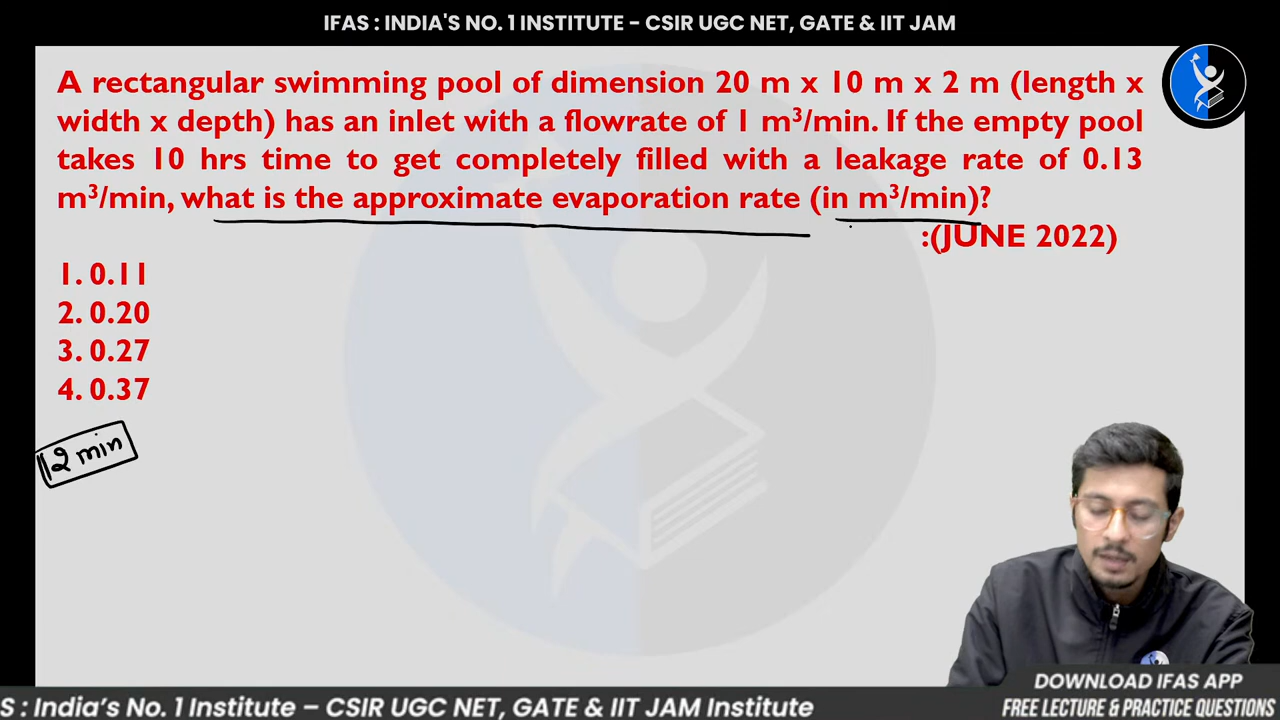 IFAS : INDIA'S NO. 1 INSTITUTE – CSIR UGC NET, GATE & IIT JAM
A rectangular swimming pool of dimension 20 m x 10 m x 2 m (length x
width x depth) has an inlet with a flowrate of 1 m³/min. If the empty pool
takes 10 hrs time to get completely filled with a leakage rate of 0.13
m³/min, what is the approximate evaporation rate (in m³/min)?
:(JUNE 2022)
1. 0.11
2. 0.20
3. 0.27
4. 0.37
12 min
DOWNLOAD IFAS APP
FREE LECTURE & PRACTICE QUESTIONS
S : India's No. 1 Institute – CSIR UGC NET, GATE & IIT JAM Institute